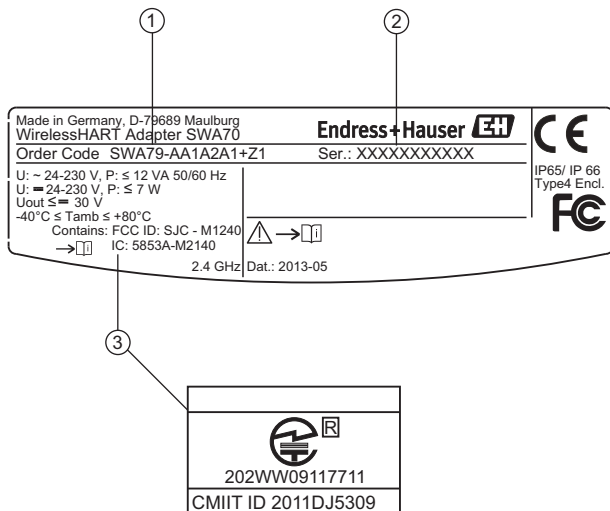 1
2
Made in Germany, D-79689 Maulburg
WirelessHART Adapter SWA70
Endress+Hauser EH
CE
Order Code SWA79-AA1A2A1+Z1 Ser.: XXXXXXXXXXX
U: ~ 24-230 V, P: ≤ 12 VA 50/60 Hz
U: ⎓ 24-230 V, P: ≤ 7 W
Uout ≤ ⎓ 30 V
-40°C ≤ Tamb ≤ +80°C
Contains: FCC ID: SJC - M1240
→ i IC: 5853A-M2140
2.4 GHz
⚠ → i
Dat.: 2013-05
IP65/ IP 66
Type4 Encl.
FC
3
R
202WW09117711
CMIIT ID 2011DJ5309